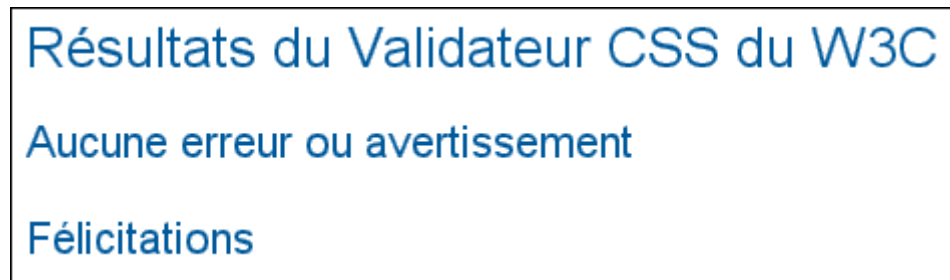 Résultats du Validateur CSS du W3C
Aucune erreur ou avertissement
Félicitations